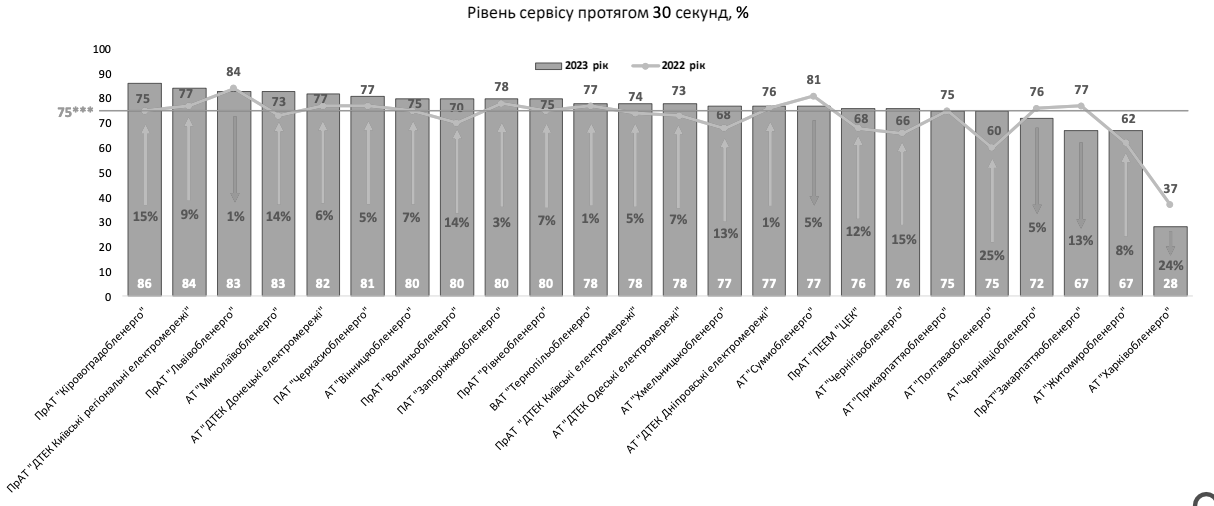 Рівень сервісу протягом 30 секунд, %
2023 рік 2022 рік
100
90
80
70
60
50
40
30
20
10
0
75***
75 77 84 73 77 77 75 70 78 75 77 74 73 68 76 81 68 66 75 60 76 77 62 37
15% 9% 1% 14% 6% 5% 7% 14% 3% 7% 1% 5% 7% 13% 1% 5% 12% 15% 25% 5% 13% 8% 24%
86 84 83 83 82 81 80 80 80 80 78 78 78 77 77 77 76 76 75 75 72 67 67 28
ПрАТ "Кіровоградобленерго"
ПрАТ "ДТЕК Київські регіональні електромережі"
ПрАТ "Львівобленерго"
АТ "Миколаївобленерго"
АТ "ДТЕК Донецькі електромережі"
ПАТ "Черкасиобленерго"
АТ "Вінницяобленерго"
ПрАТ "Волиньобленерго"
ПАТ "Запоріжжяобленерго"
ПрАТ "Рівнеобленерго"
ВАТ "Тернопільобленерго"
ПрАТ "ДТЕК Київські електромережі"
АТ "ДТЕК Одеські електромережі"
АТ "Хмельницькобленерго"
АТ "ДТЕК Дніпровські електромережі"
АТ "Сумиобленерго"
ПрАТ "ПЕЕМ "ЦЕК"
АТ "Чернігівобленерго"
АТ "Прикарпаттяобленерго"
АТ "Полтаваобленерго"
АТ "Чернівціобленерго"
ПрАТ"Закарпаттяобленерго"
АТ "Житомиробленерго"
АТ "Харківобленерго"